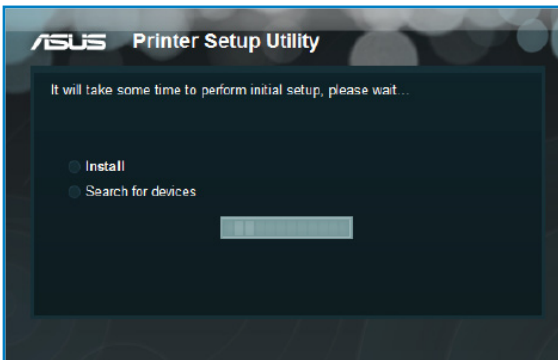 ASUS Printer Setup Utility
It will take some time to perform initial setup, please wait...
Install
Search for devices